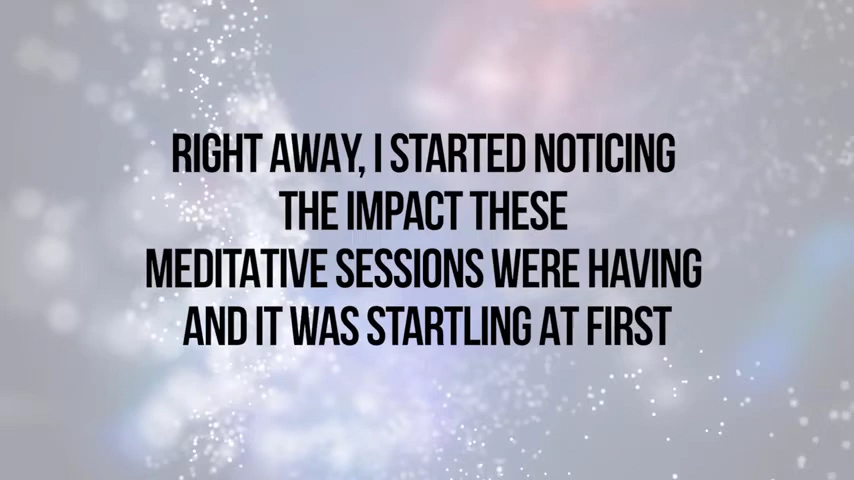 RIGHT AWAY, I STARTED NOTICING
THE IMPACT THESE
MEDITATIVE SESSIONS WERE HAVING
AND IT WAS STARTLING AT FIRST